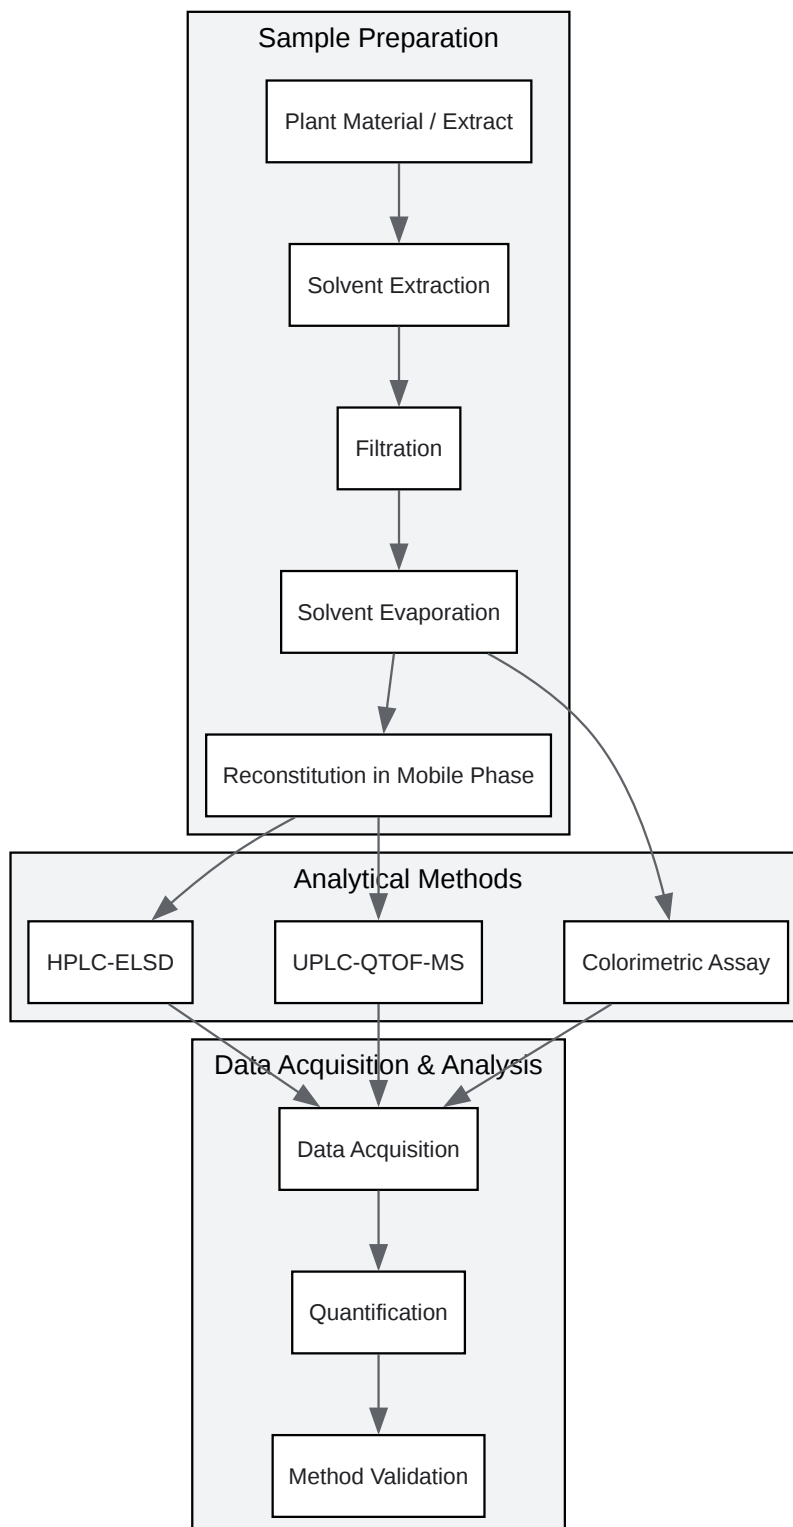 Sample Preparation
Plant Material / Extract
Solvent Extraction
Filtration
Solvent Evaporation
Reconstitution in Mobile Phase
Analytical Methods
HPLC-ELSD
UPLC-QTOF-MS
Colorimetric Assay
Data Acquisition & Analysis
Data Acquisition
Quantification
Method Validation